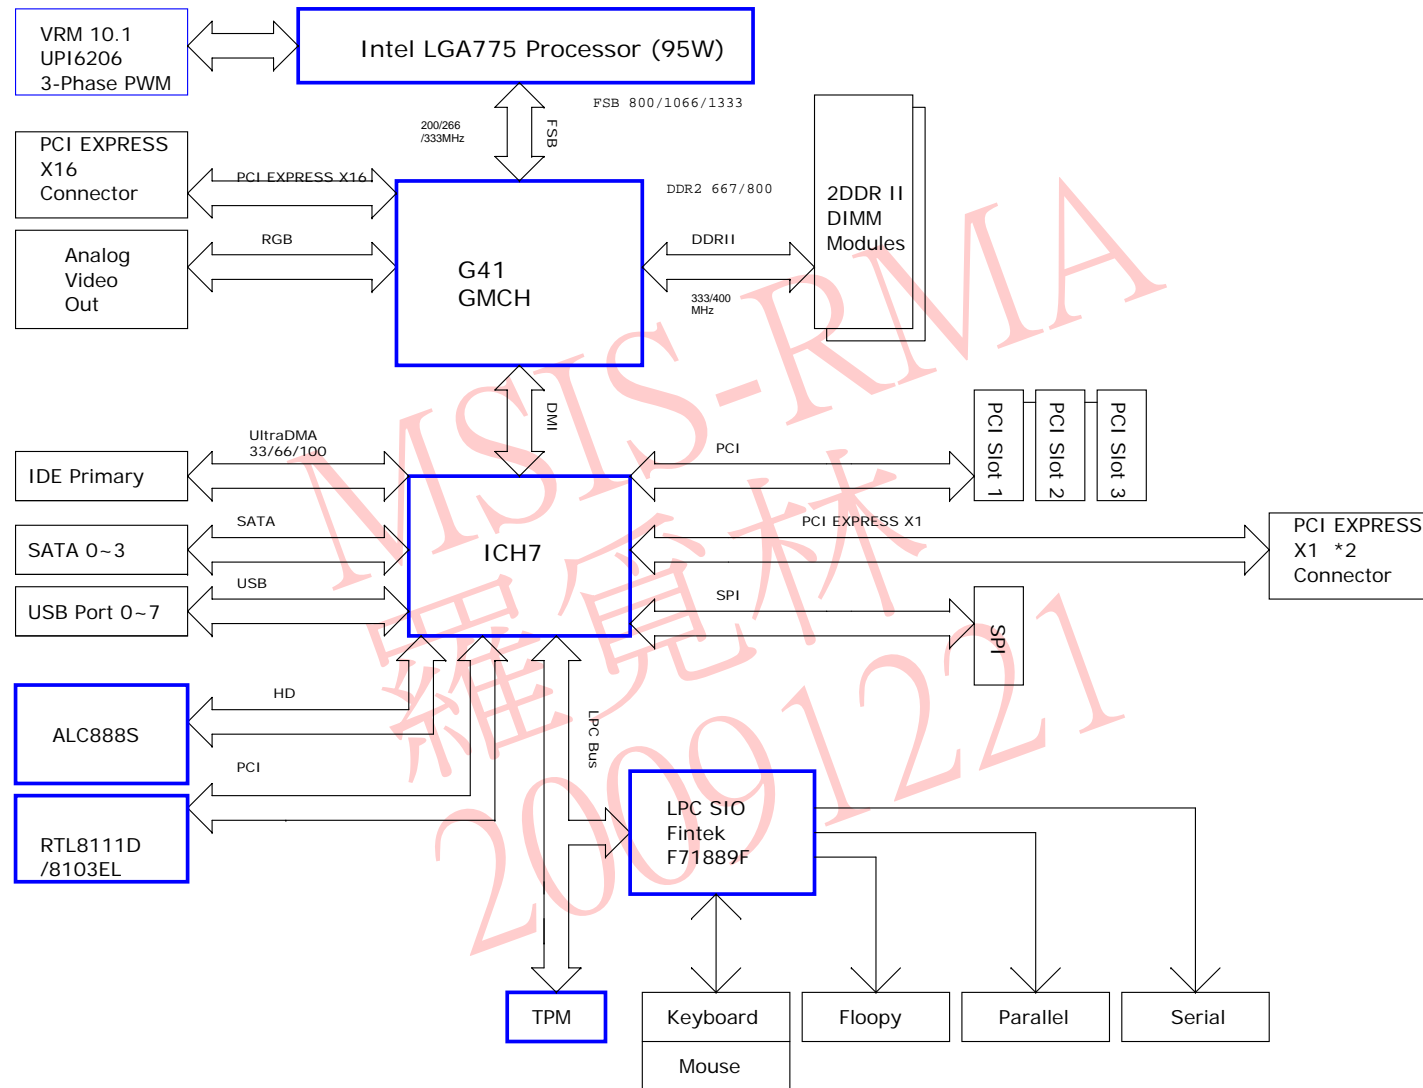 VRM 10.1
UPI6206
3-Phase PWM
Intel LGA775 Processor (95W)
FSB 800/1066/1333
200/266
/333MHz
FSB
PCI EXPRESS
X16
Connector
PCI EXPRESS X16
DDR2 667/800
2DDR II
DIMM
Modules
Analog
Video
Out
RGB
G41
GMCH
DDRII
333/400
MHz
DMI
UltraDMA
33/66/100
IDE Primary
PCI
PCI Slot 1
PCI Slot 2
PCI Slot 3
SATA 0~3
SATA
ICH7
PCI EXPRESS X1
PCI EXPRESS
X1 *2
Connector
USB Port 0~7
USB
SPI
SPI
ALC888S
HD
LPC Bus
RTL8111D
/8103EL
PCI
LPC SIO
Fintek
F71889F
TPM
Keyboard
Mouse
Floopy
Parallel
Serial
MSIS-RMA
羅覓林
20091221